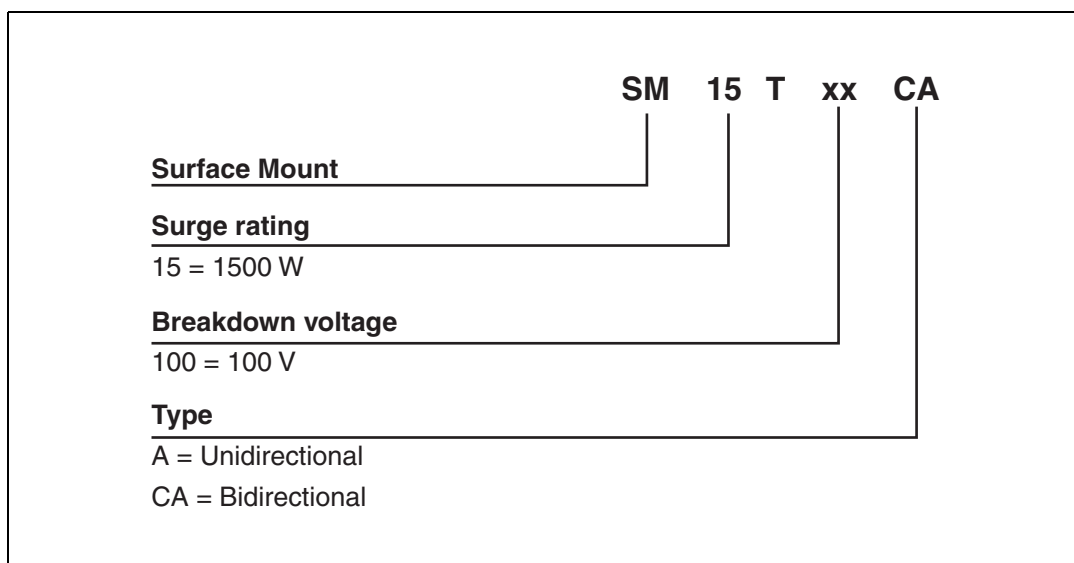 SM 15 T xx CA
Surface Mount
Surge rating
15 = 1500 W
Breakdown voltage
100 = 100 V
Type
A = Unidirectional
CA = Bidirectional